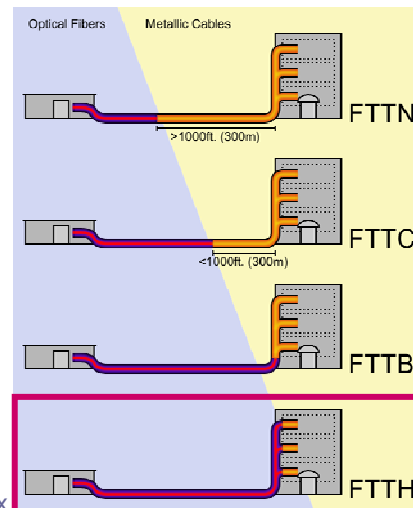 Optical Fibers Metallic Cables
FTTN
>1000ft. (300m)
FTTC
<1000ft. (300m)
FTTB
FTTH
x